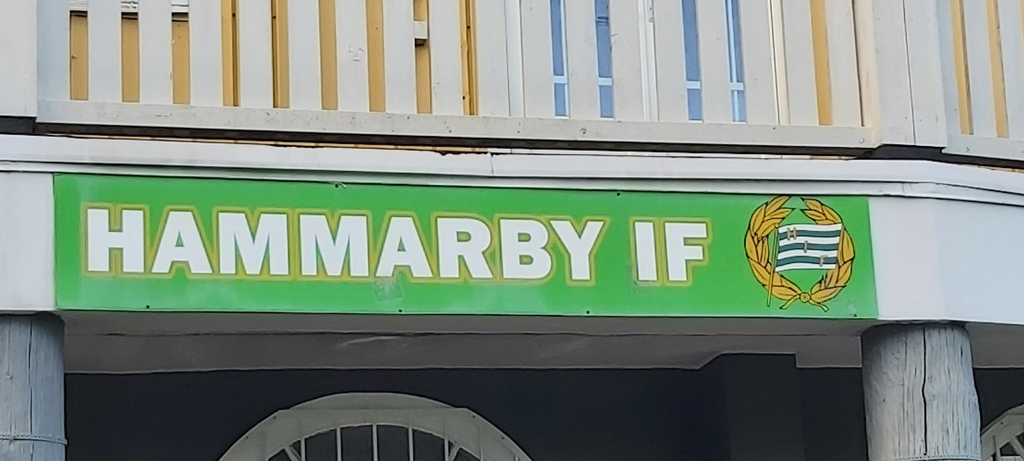 HAMMARBY IF
H I F